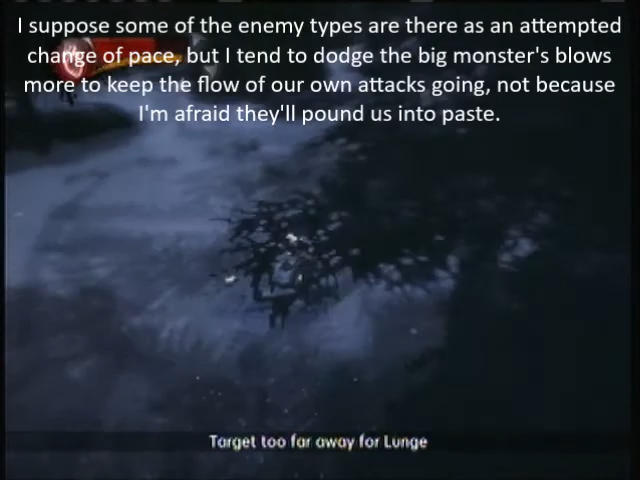 I suppose some of the enemy types are there as an attempted
change of pace, but I tend to dodge the big monster's blows
more to keep the flow of our own attacks going, not because
I'm afraid they'll pound us into paste.
Target too far away for Lunge